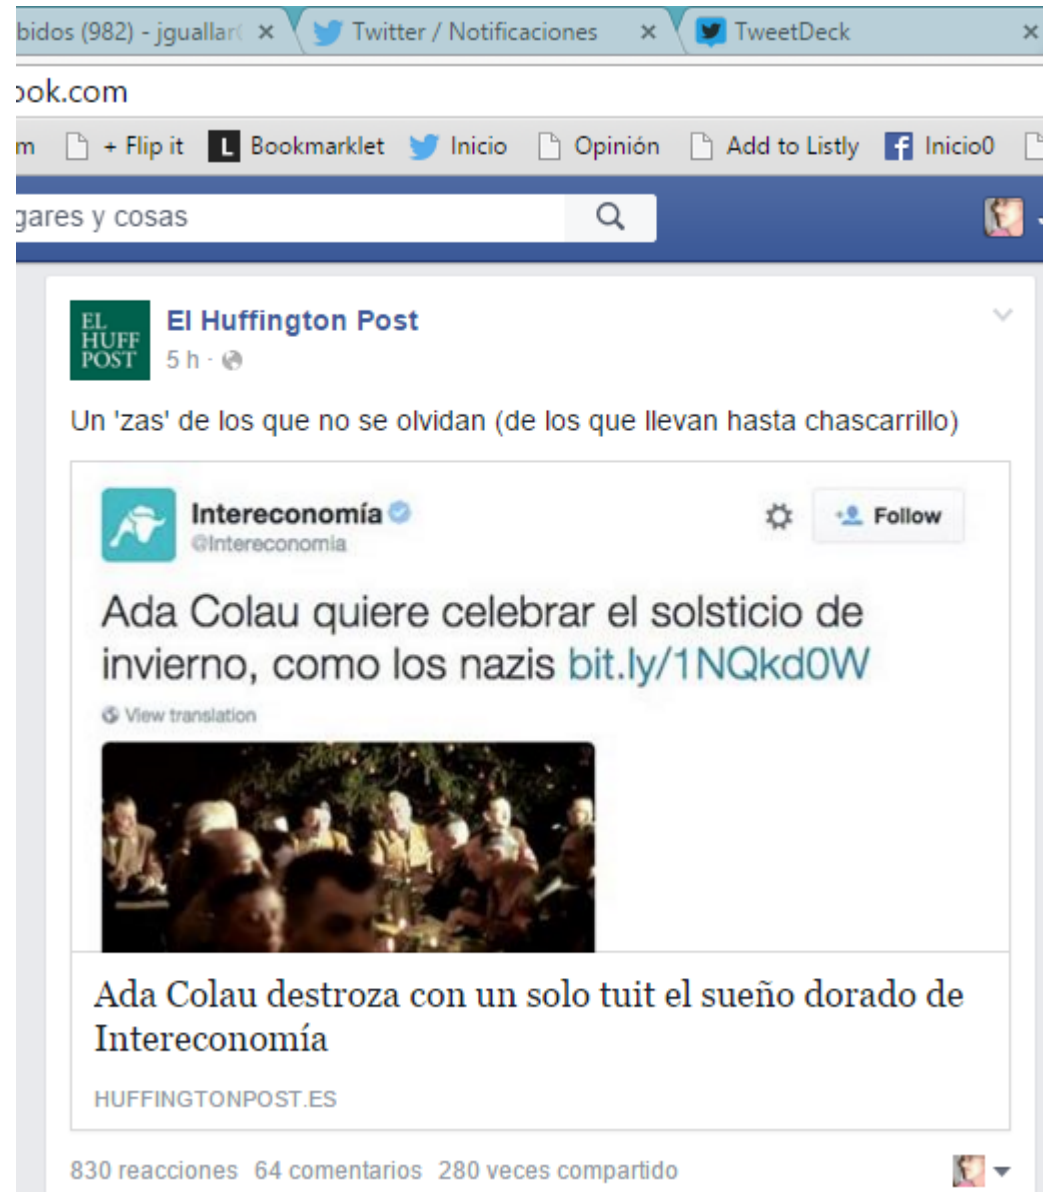 bidos (982) - jguallar(
Twitter / Notificaciones
TweetDeck
ook.com
m + Flip it L Bookmarklet Inicio Opinión Add to Listly f Inicio0
gares y cosas
EL
HUFF
POST
El Huffington Post
5 h ·
Un 'zas' de los que no se olvidan (de los que llevan hasta chascarrillo)
Intereconomía
@Intereconomia
Follow
Ada Colau quiere celebrar el solsticio de
invierno, como los nazis bit.ly/1NQkd0W
View translation
Ada Colau destroza con un solo tuit el sueño dorado de
Intereconomía
HUFFINGTONPOST.ES
830 reacciones 64 comentarios 280 veces compartido